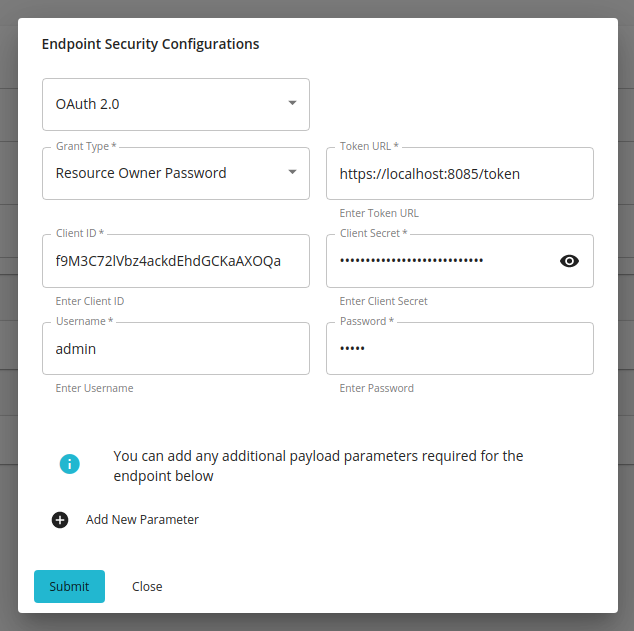 Endpoint Security Configurations
OAuth 2.0
Grant Type *
Resource Owner Password
Token URL *
https://localhost:8085/token
Enter Token URL
Client ID *
f9M3C72lVbz4ackdEhdGCKaAXOQa
Enter Client ID
Client Secret *
••••••••••••••••••••••••••••
Enter Client Secret
Username *
admin
Enter Username
Password *
•••••
Enter Password
You can add any additional payload parameters required for the
endpoint below
Add New Parameter
Submit
Close